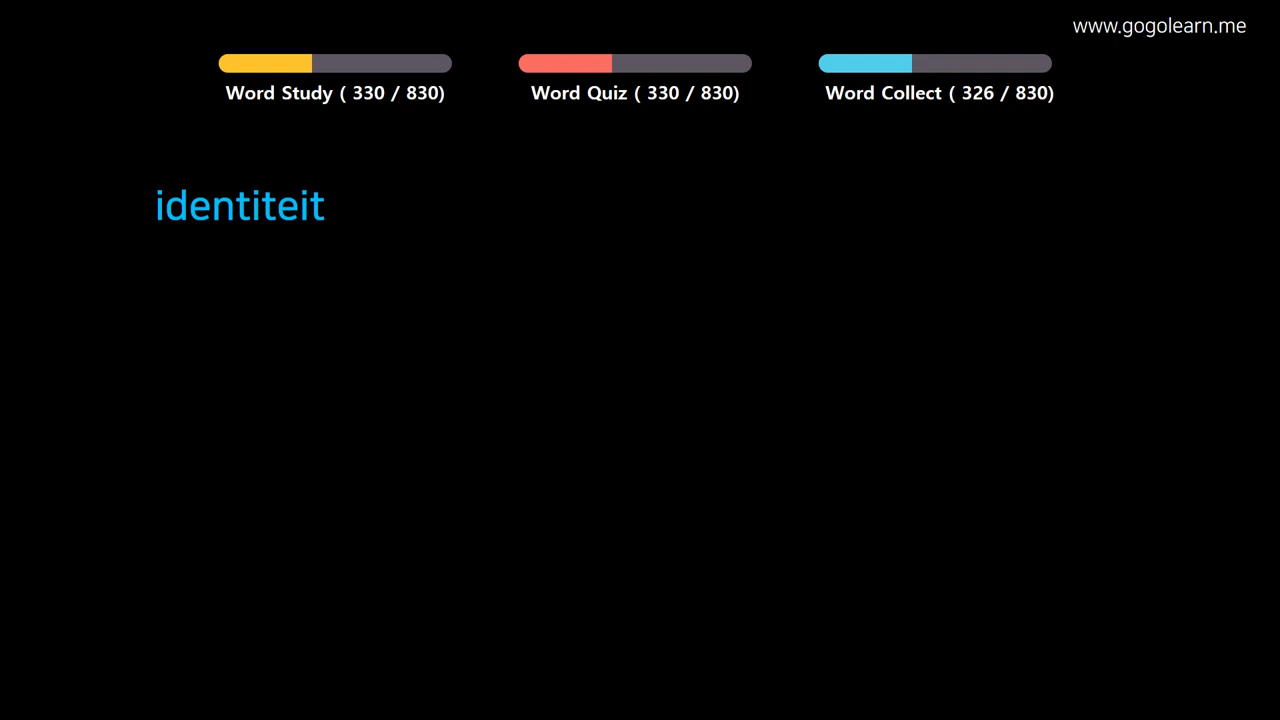 www.gogolearn.me
Word Study ( 330 / 830)
Word Quiz ( 330 / 830)
Word Collect ( 326 / 830)
identiteit